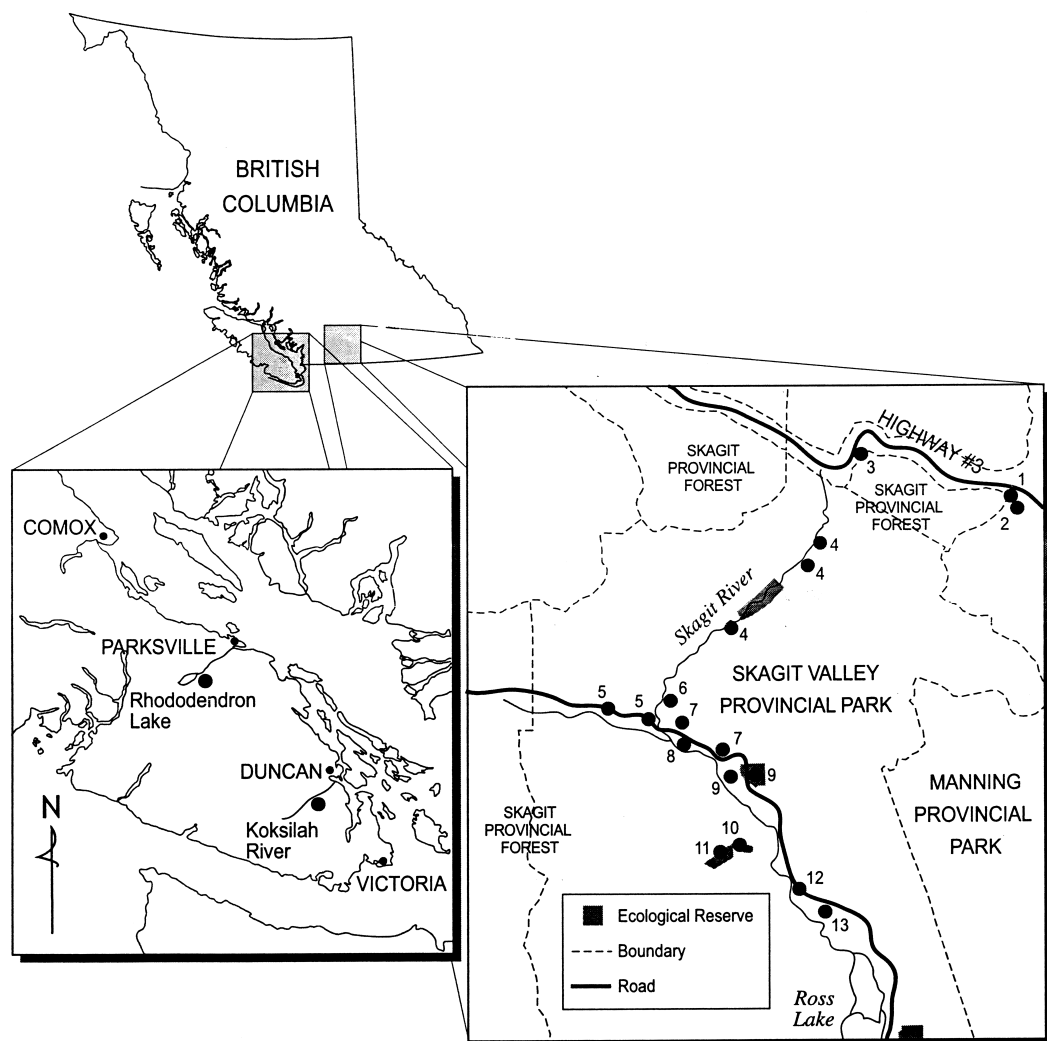 BRITISH
COLUMBIA
COMOX
PARKSVILLE
Rhododendron
Lake
DUNCAN
Koksilah
River
VICTORIA
N
HIGHWAY #3
SKAGIT
PROVINCIAL
FOREST
3
SKAGIT
PROVINCIAL
FOREST
1
2
4
4
Skagit River
4
SKAGIT VALLEY
PROVINCIAL PARK
6
5
5
7
7
8
9
9
MANNING
PROVINCIAL
PARK
SKAGIT
PROVINCIAL
FOREST
10
11
12
13
Ecological Reserve
Boundary
Road
Ross
Lake